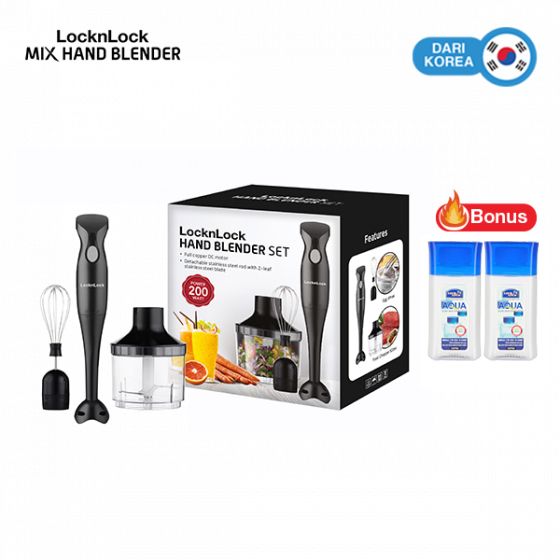 LocknLock
MIX HAND BLENDER
DARI
KOREA
LocknLock
HAND BLENDER SET
• Full copper DC motor
• Detachable stainless steel rod with 2-leaf
stainless steel blade
POWER
200
WATT
Features
Bonus
LocknLock
AQUA
AQUA